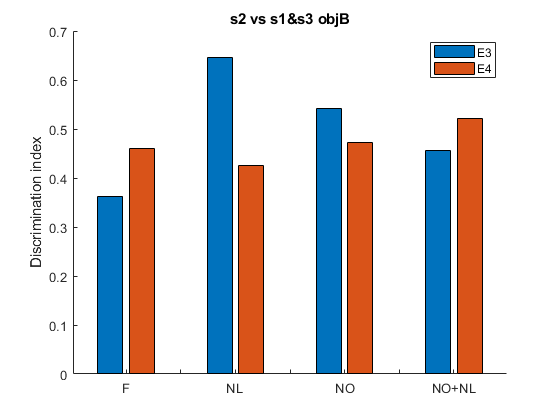 s2 vs s1&s3 objB
E3
E4
Discrimination index
0.7
0.6
0.5
0.4
0.3
0.2
0.1
0
F
NL
NO
NO+NL